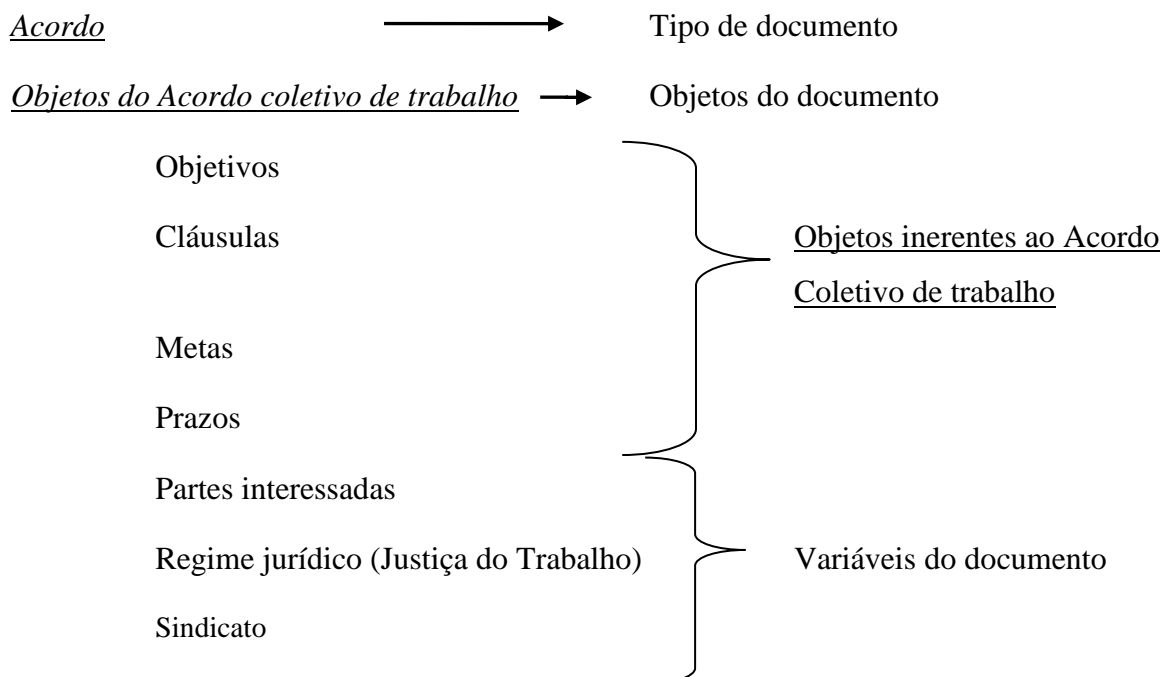 Acordo Tipo de documento
Objetos do Acordo coletivo de trabalho Objetos do documento
Objetivos
Cláusulas Objetos inerentes ao Acordo
Coletivo de trabalho
Metas
Prazos
Partes interessadas
Regime jurídico (Justiça do Trabalho) Variáveis do documento
Sindicato